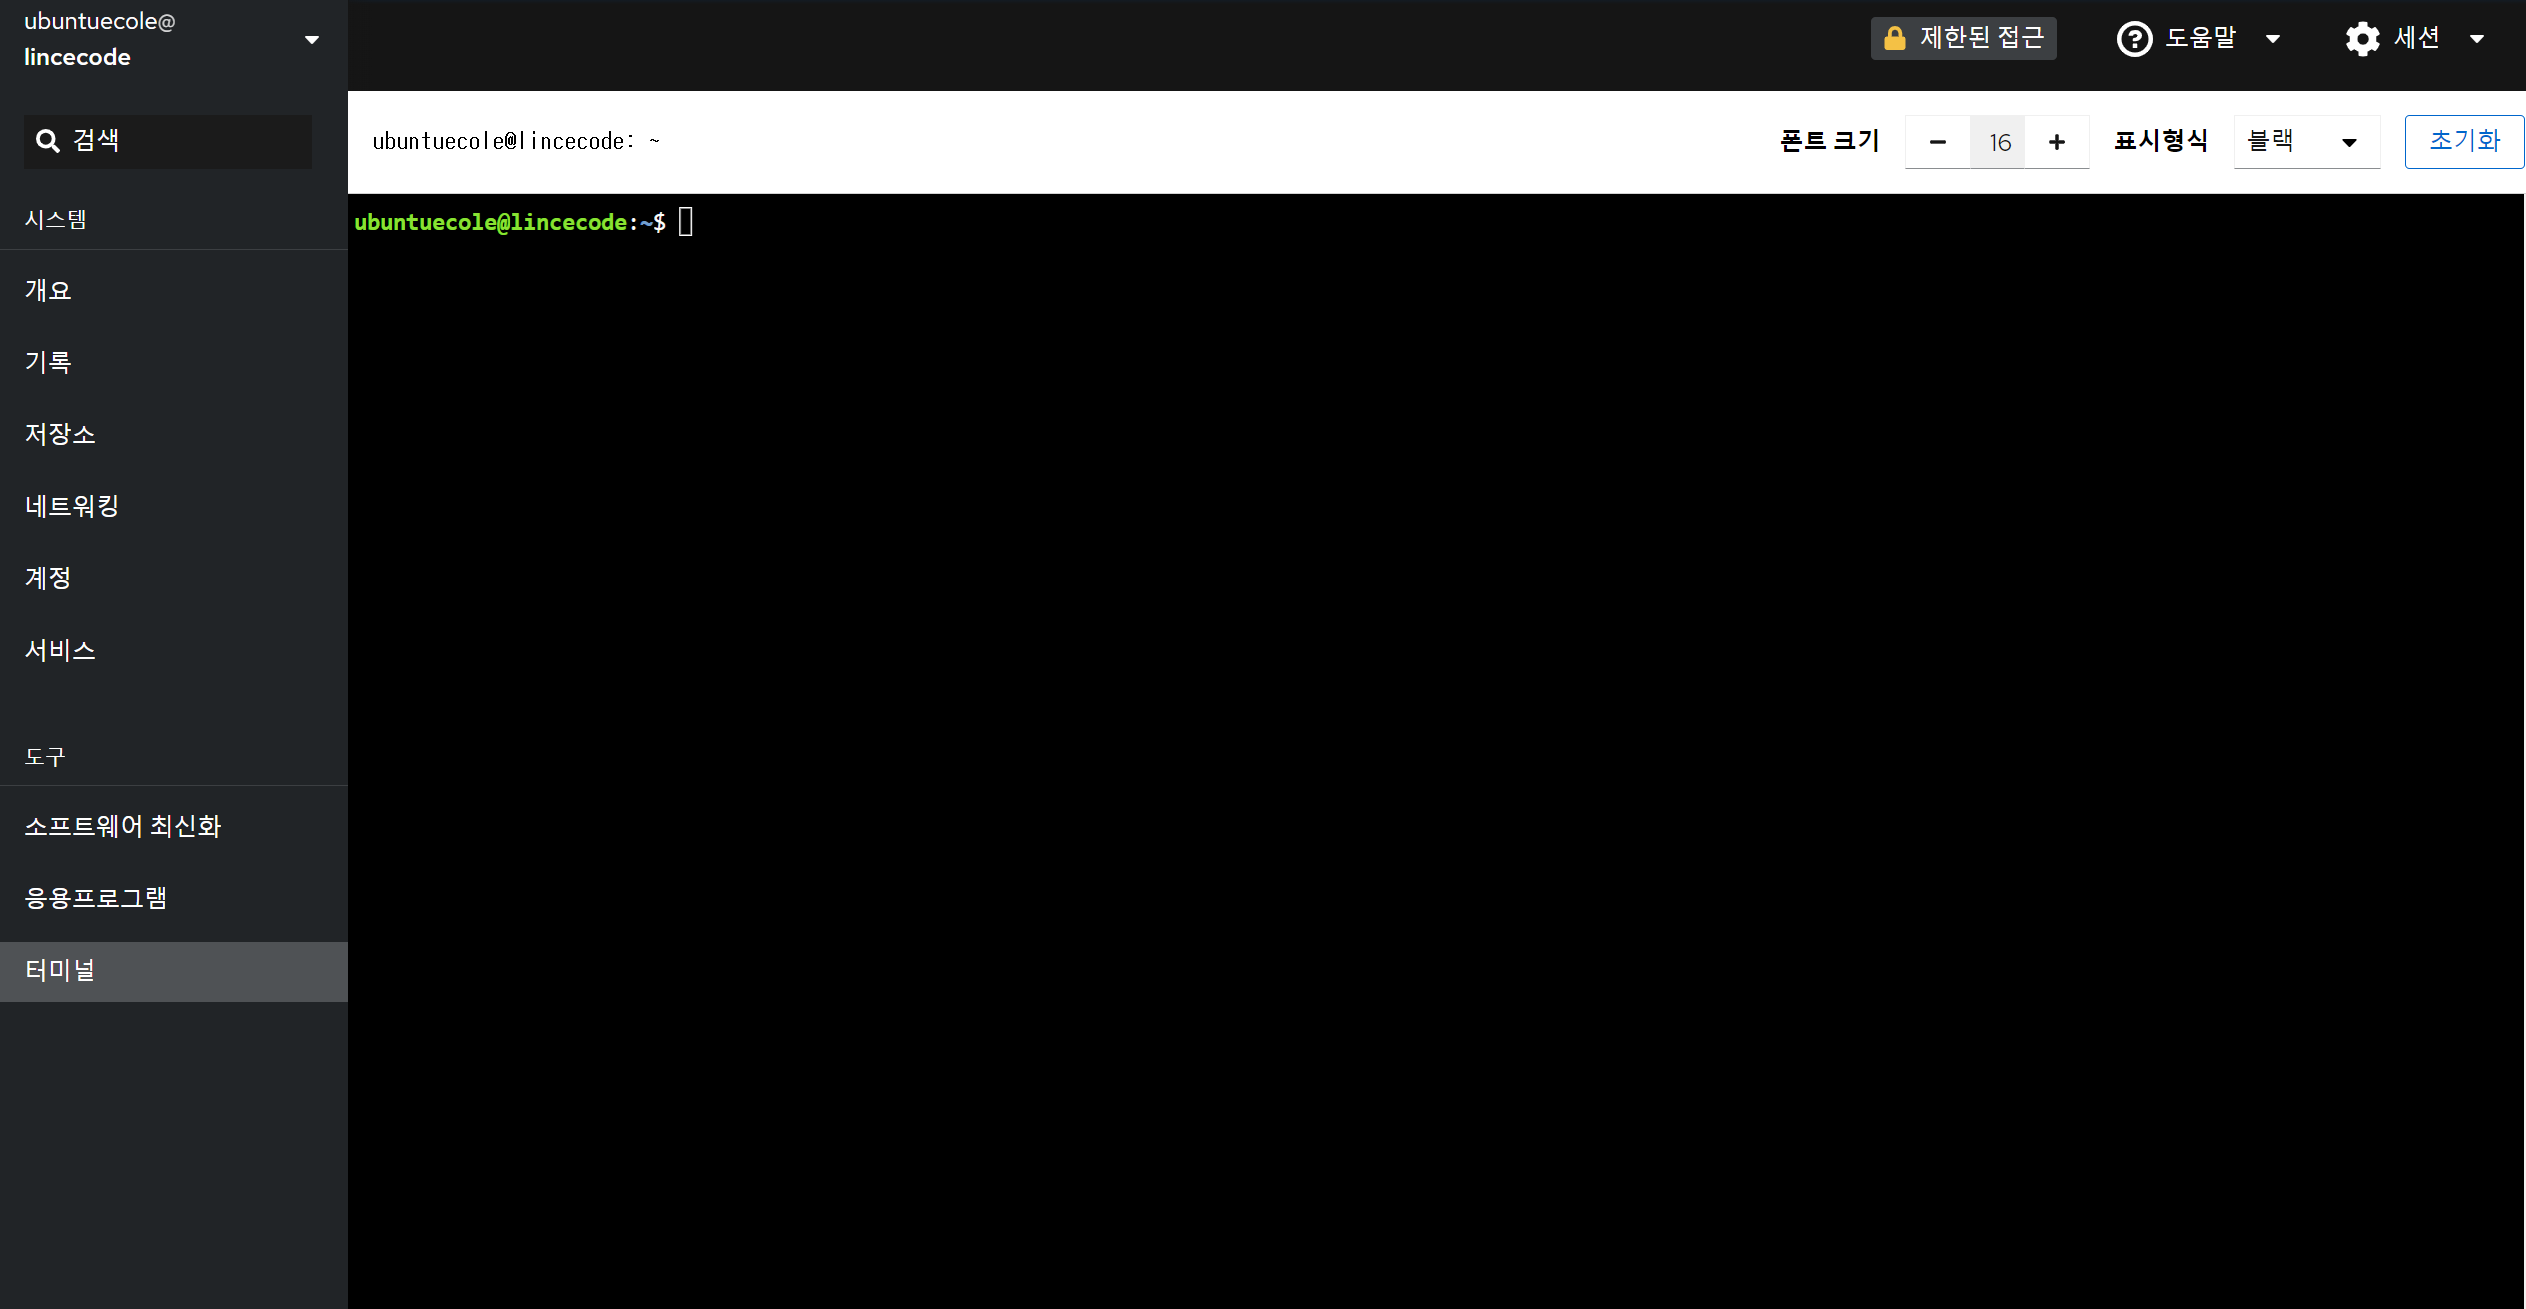 ubuntuecole@
lincecode
제한된 접근
도움말
세션
검색
ubuntuecole@lincecode: ~
폰트 크기
16
표시형식
블랙
초기화
ubuntuecole@lincecode:~$
시스템
개요
기록
저장소
네트워킹
계정
서비스
도구
소프트웨어 최신화
응용프로그램
터미널